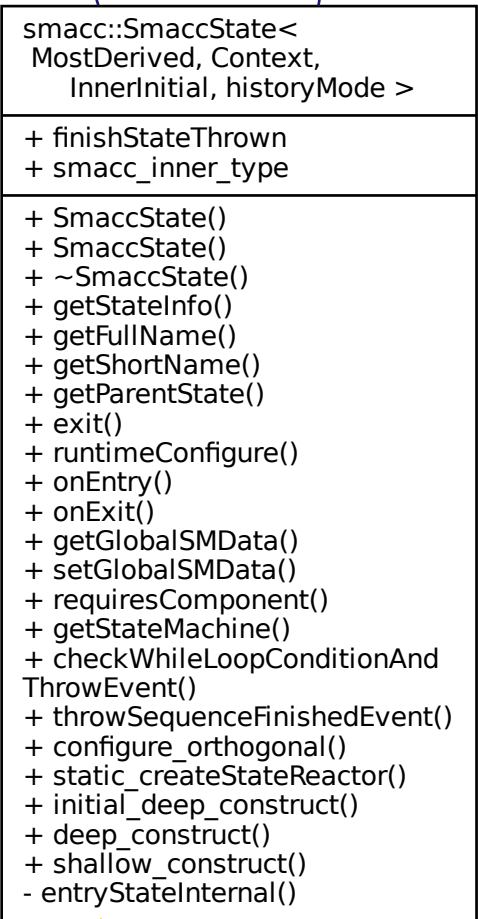 smacc::SmaccState<
MostDerived, Context,
InnerInitial, historyMode >
+ finishStateThrown
+ smacc_inner_type
+ SmaccState()
+ SmaccState()
+ ~SmaccState()
+ getStateInfo()
+ getFullName()
+ getShortName()
+ getParentState()
+ exit()
+ runtimeConfigure()
+ onEntry()
+ onExit()
+ getGlobalSMData()
+ setGlobalSMData()
+ requiresComponent()
+ getStateMachine()
+ checkWhileLoopConditionAnd
ThrowEvent()
+ throwSequenceFinishedEvent()
+ configure_orthogonal()
+ static_createStateReactor()
+ initial_deep_construct()
+ deep_construct()
+ shallow_construct()
- entryStateInternal()